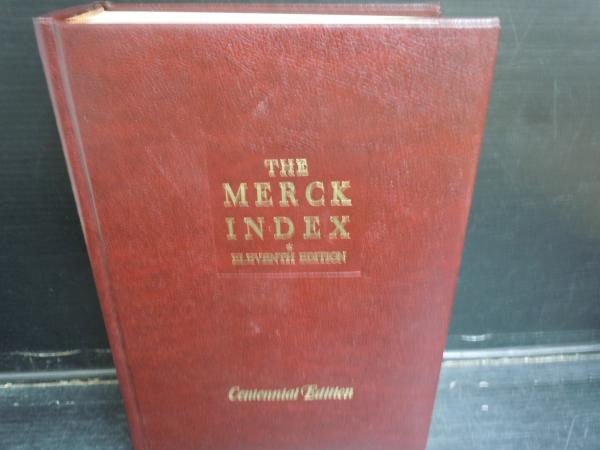 THE
MERCK
INDEX
*
ELEVENTH EDITION
Centennial Edition